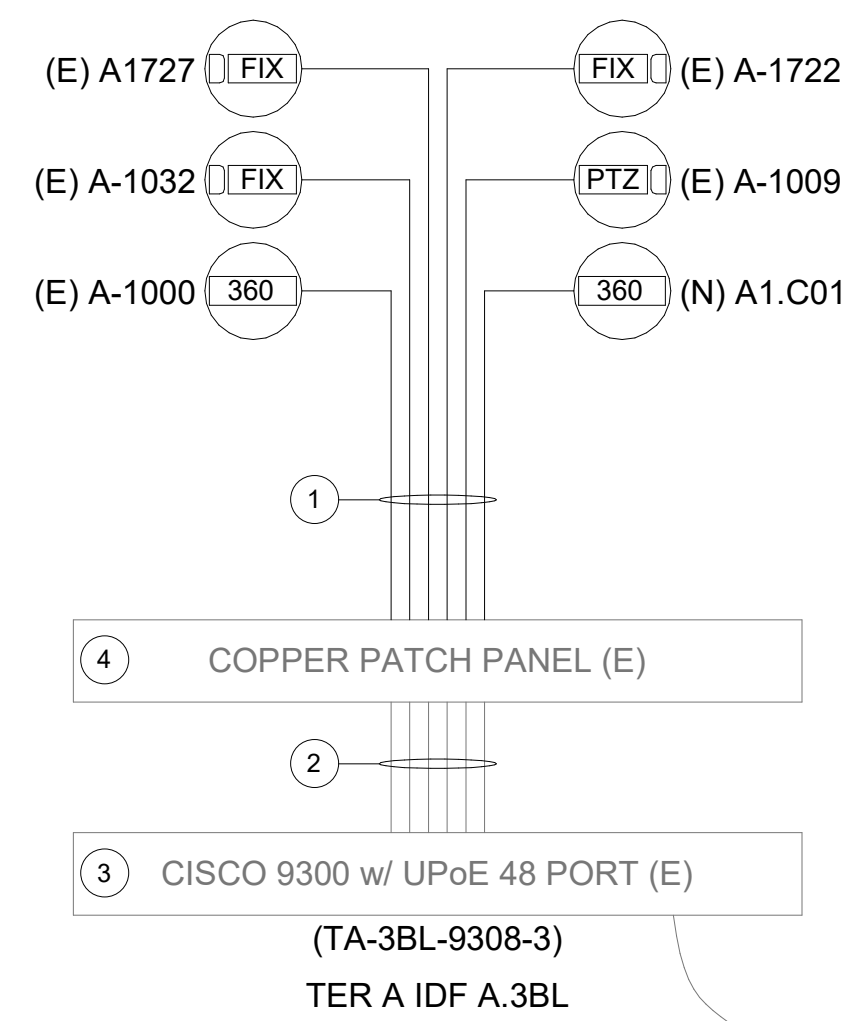 (E) A1727 FIX FIX (E) A-1722
(E) A-1032 FIX PTZ (E) A-1009
(E) A-1000 360 360 (N) A1.C01
1
4 COPPER PATCH PANEL (E)
2
3 CISCO 9300 w/ UPoE 48 PORT (E)
(TA-3BL-9308-3)
TER A IDF A.3BL